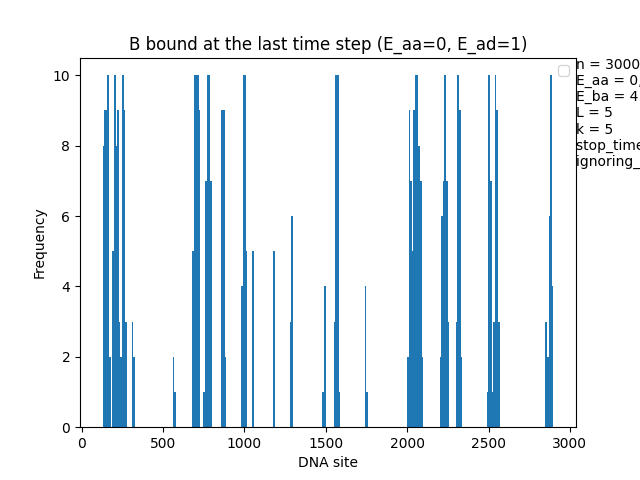 B bound at the last time step (E_aa=0, E_ad=1)
n = 3000
E_aa = 0,
E_ba = 4
L = 5
k = 5
stop_time
ignoring_
Frequency
10
8
6
4
2
0
0 500 1000 1500 2000 2500 3000
DNA site